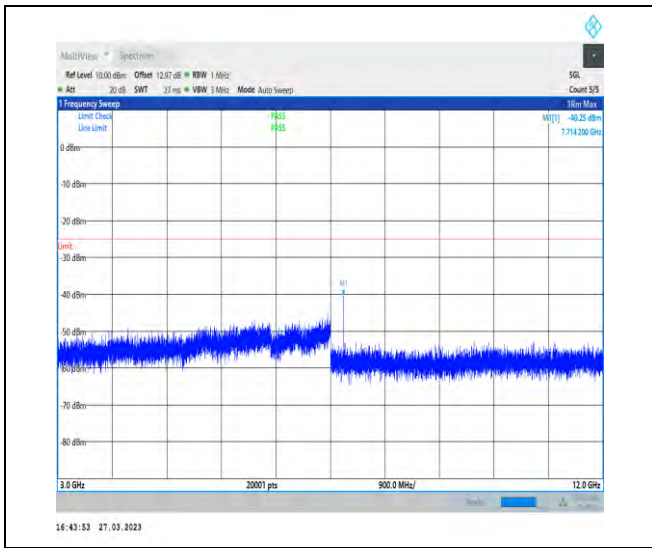 MultiView Spectrum
Ref Level 10.00 dBm Offset 12.97 dB RBW 1 MHz SGL
Att 20 dB SWT 27 ms VBW 3 MHz Mode Auto Sweep Count 5/5
1 Frequency Sweep 1Rm Max
Limit Check PASS M1[1] -40.25 dBm
Line Limit PASS 7.714 200 GHz
0 dBm
-10 dBm
-20 dBm
Limit
-30 dBm
M1
-40 dBm
-50 dBm
-60 dBm
-70 dBm
-80 dBm
3.0 GHz 20001 pts 900.0 MHz/ 12.0 GHz
Ready
16:43:53 27.03.2023